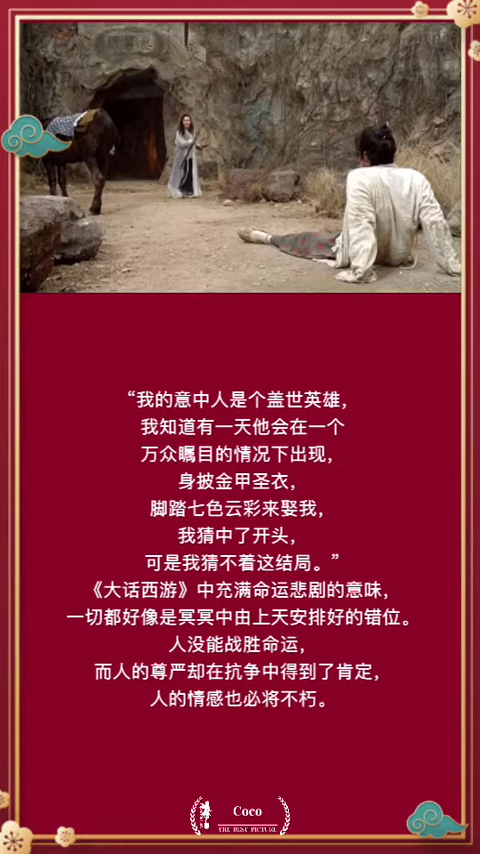 “我的意中人是个盖世英雄，
我知道有一天他会在一个
万众瞩目的情况下出现，
身披金甲圣衣，
脚踏七色云彩来娶我，
我猜中了开头，
可是我猜不着这结局。”
《大话西游》中充满命运悲剧的意味，
一切都好像是冥冥中由上天安排好的错位。
人没能战胜命运，
而人的尊严却在抗争中得到了肯定，
人的情感也必将不朽。
Coco
THE BEST PICTURE